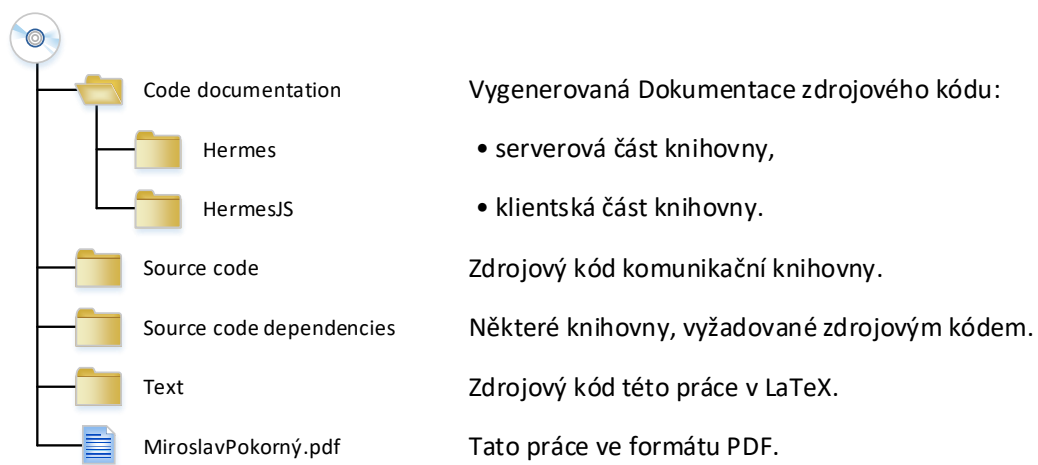 Code documentation Vygenerovaná Dokumentace zdrojového kódu:
Hermes • serverová část knihovny,
HermesJS • klientská část knihovny.
Source code Zdrojový kód komunikační knihovny.
Source code dependencies Některé knihovny, vyžadované zdrojovým kódem.
Text Zdrojový kód této práce v LaTeX.
MiroslavPokorný.pdf Tato práce ve formátu PDF.